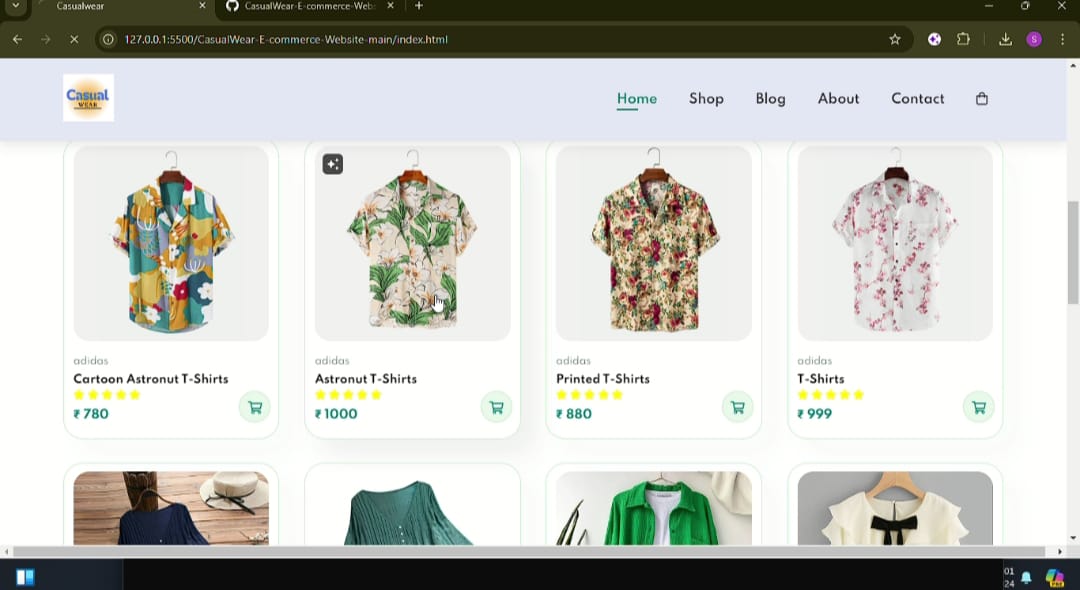 Casualwear
CasualWear-E-commerce-Webs
127.0.0.1:5500/CasualWear-E-commerce-Website-main/index.html
S
Casual
WEAR
Home
Shop
Blog
About
Contact
adidas
Cartoon Astronut T-Shirts
₹ 780
adidas
Astronut T-Shirts
₹ 1000
adidas
Printed T-Shirts
₹ 880
adidas
T-Shirts
₹ 999
01
24
PRE